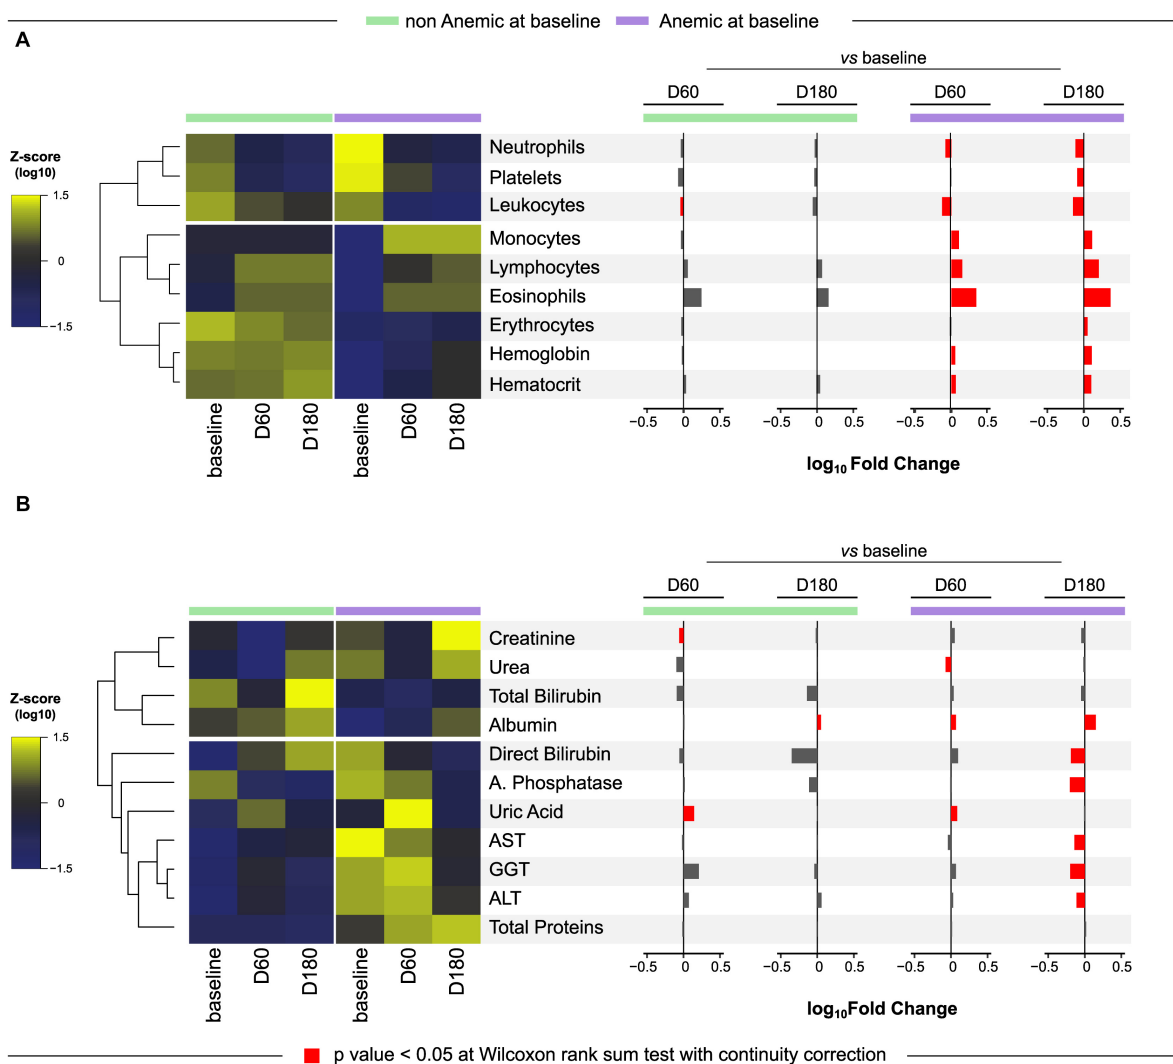 non Anemic at baseline Anemic at baseline
A
vs baseline
D60 D180 D60 D180
Z-score
(log10)
1.5
0
−1.5
Neutrophils
Platelets
Leukocytes
Monocytes
Lymphocytes
Eosinophils
Erythrocytes
Hemoglobin
Hematocrit
baseline D60 D180 baseline D60 D180
−0.5 0 0.5 −0.5 0 0.5 −0.5 0 0.5 −0.5 0 0.5
log10 Fold Change
B
vs baseline
D60 D180 D60 D180
Z-score
(log10)
1.5
0
−1.5
Creatinine
Urea
Total Bilirubin
Albumin
Direct Bilirubin
A. Phosphatase
Uric Acid
AST
GGT
ALT
Total Proteins
baseline D60 D180 baseline D60 D180
−0.5 0 0.5 −0.5 0 0.5 −0.5 0 0.5 −0.5 0 0.5
log10Fold Change
p value < 0.05 at Wilcoxon rank sum test with continuity correction